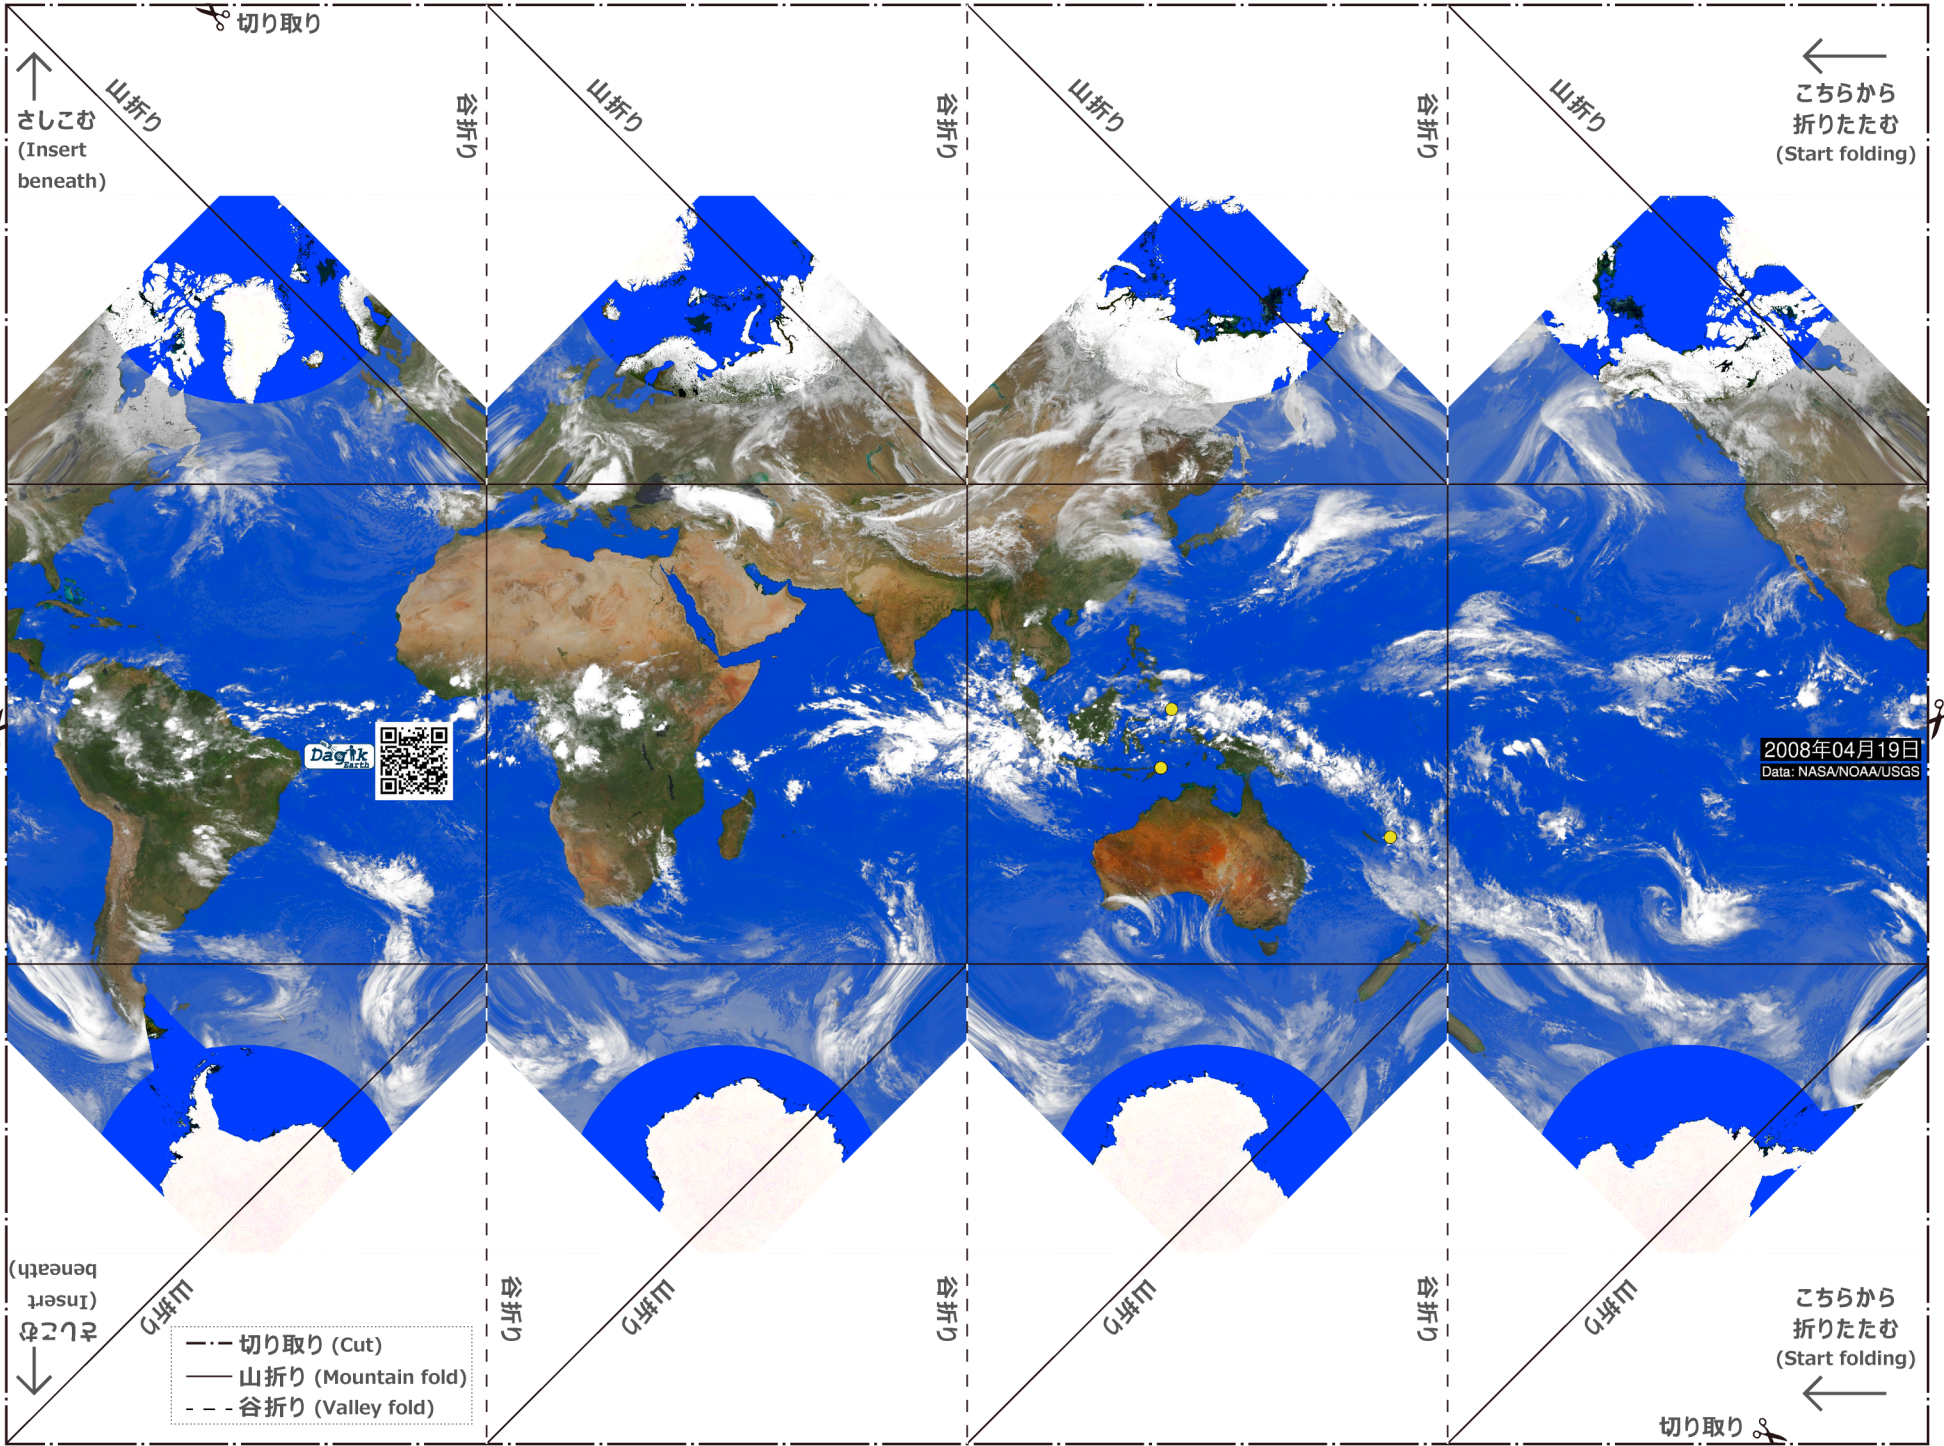 切り取り
山折り
谷折り
山折り
谷折り
山折り
谷折り
山折り
さしこむ
(Insert
beneath)
こちらから
折りたたむ
(Start folding)
Dagik
Earth
2008年04月19日
Data: NASA/NOAA/USGS
さしこむ
(Insert
beneath)
山折り
谷折り
山折り
谷折り
山折り
谷折り
山折り
こちらから
折りたたむ
(Start folding)
切り取り (Cut)
山折り (Mountain fold)
谷折り (Valley fold)
切り取り